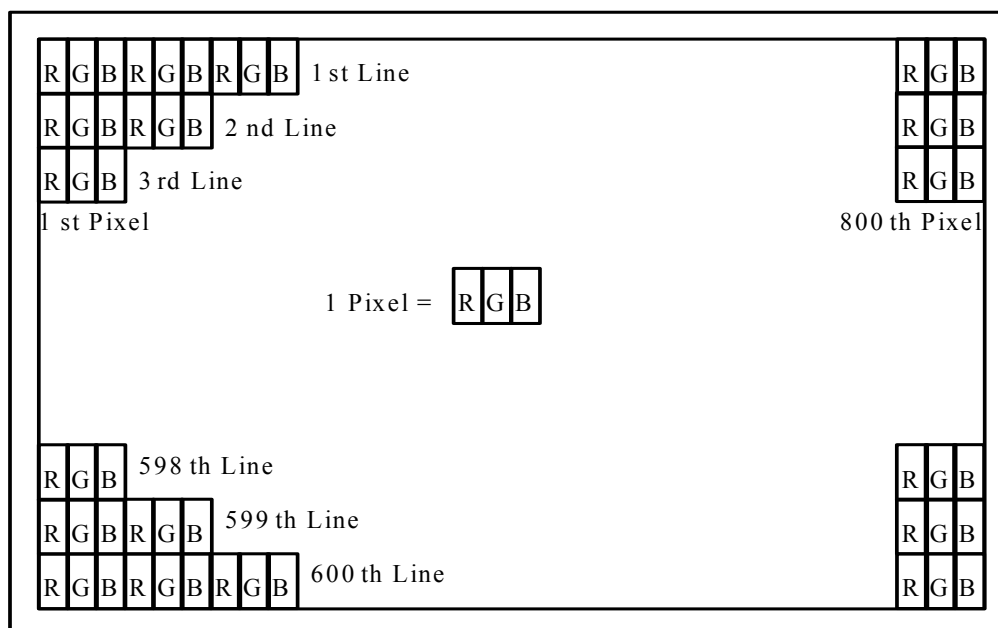 R G B R G B R G B 1 st Line R G B
R G B R G B 2 nd Line R G B
R G B 3 rd Line R G B
1 st Pixel 800 th Pixel
1 Pixel = R G B
R G B 598 th Line R G B
R G B R G B 599 th Line R G B
R G B R G B R G B 600 th Line R G B